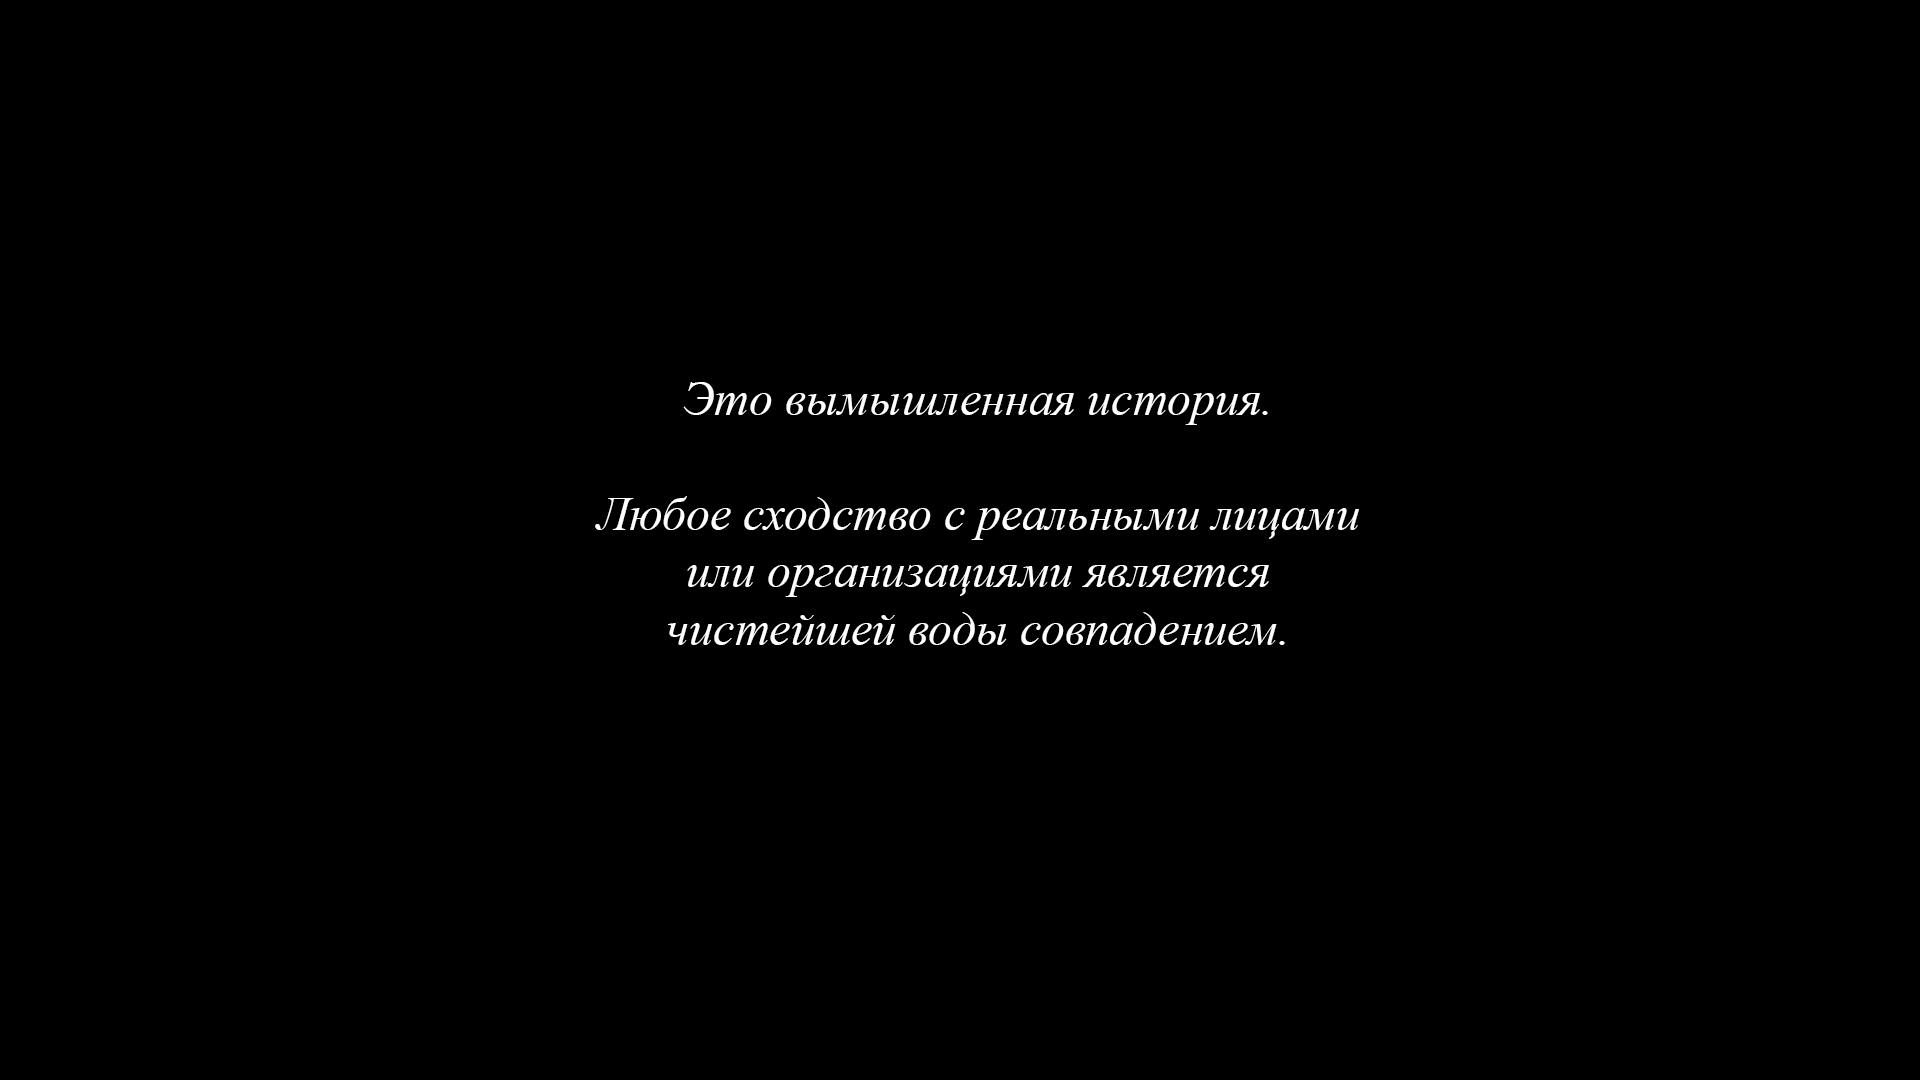 Это вымышленная история.
Любое сходство с реальными лицами
или организациями является
чистейшей воды совпадением.